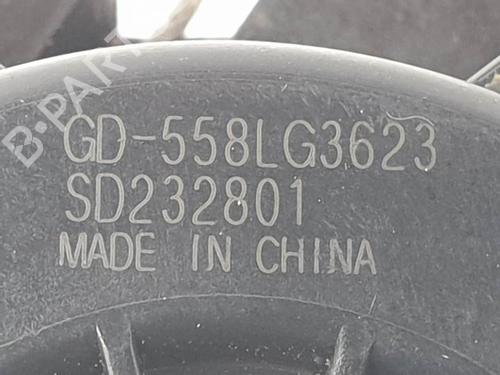 B-PARTS
GD-558LG3623
SD232801
MADE IN CHINA